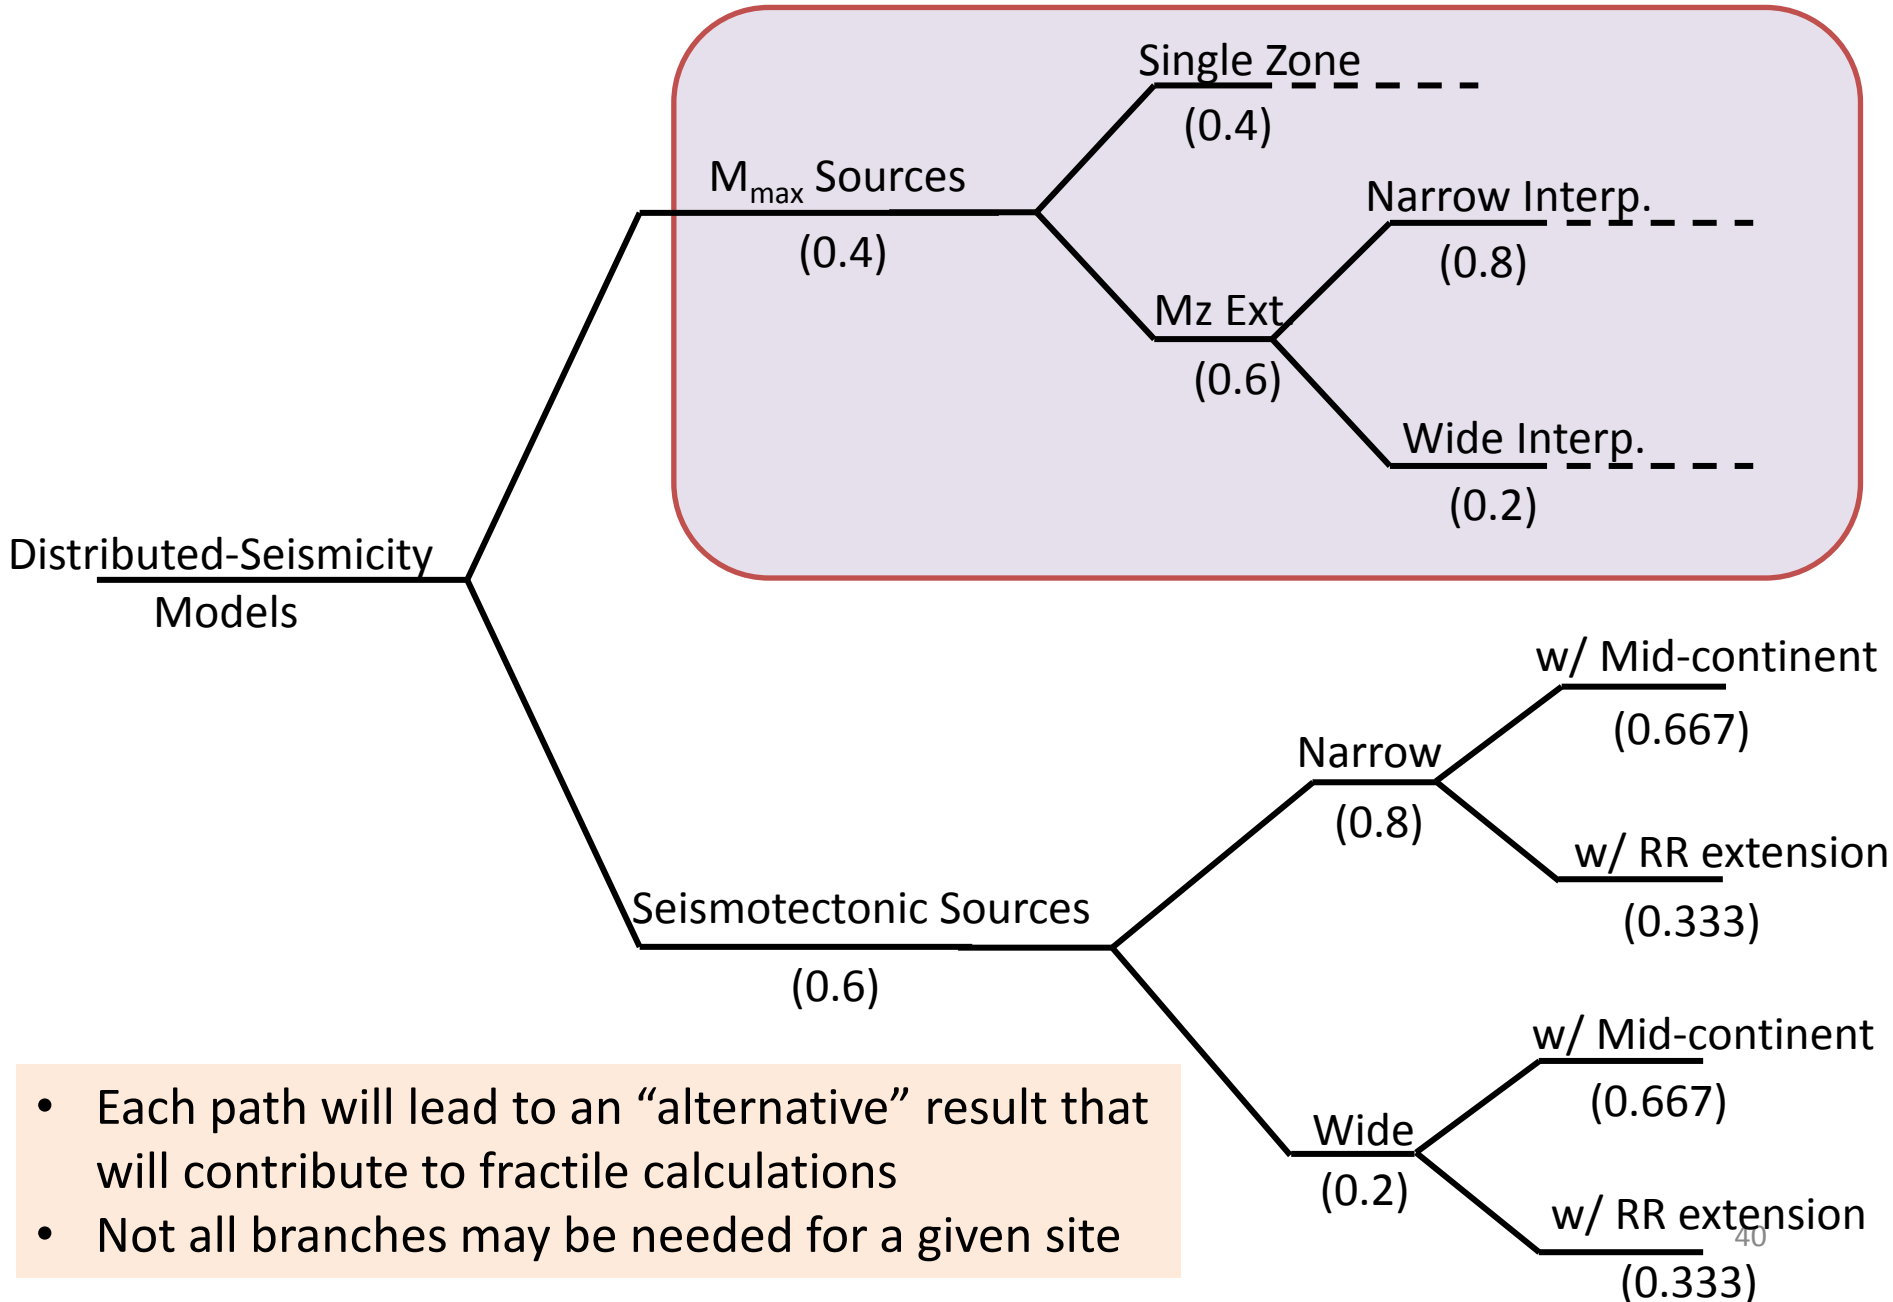 Single Zone
(0.4)
M_max Sources
(0.4)
Narrow Interp.
(0.8)
Mz Ext.
(0.6)
Wide Interp.
(0.2)
Distributed-Seismicity
Models
w/ Mid-continent
(0.667)
Narrow
(0.8)
w/ RR extension
(0.333)
Seismotectonic Sources
(0.6)
w/ Mid-continent
(0.667)
Wide
(0.2)
w/ RR extension
(0.333)
• Each path will lead to an “alternative” result that
will contribute to fractile calculations
• Not all branches may be needed for a given site
40